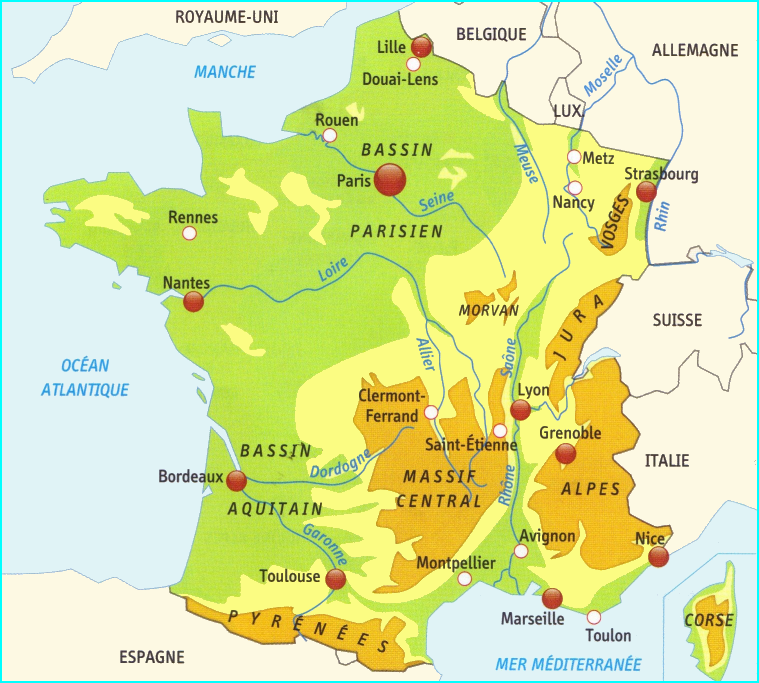 ROYAUME-UNI
BELGIQUE
Lille
ALLEMAGNE
MANCHE
Douai-Lens
Moselle
LUX.
Rouen
BASSIN
Meuse
Metz
Paris
Strasbourg
Seine
Nancy
VOSGES
Rhin
Rennes
PARISIEN
Loire
Nantes
MORVAN
JURA
SUISSE
OCÉAN
ATLANTIQUE
Allier
Saône
Lyon
Clermont-
Ferrand
Grenoble
Saint-Étienne
BASSIN
Dordogne
ITALIE
Bordeaux
MASSIF
CENTRAL
Rhône
ALPES
AQUITAIN
Garonne
Avignon
Nice
Toulouse
Montpellier
Marseille
Toulon
CORSE
PYRÉNÉES
ESPAGNE
MER MÉDITERRANÉE